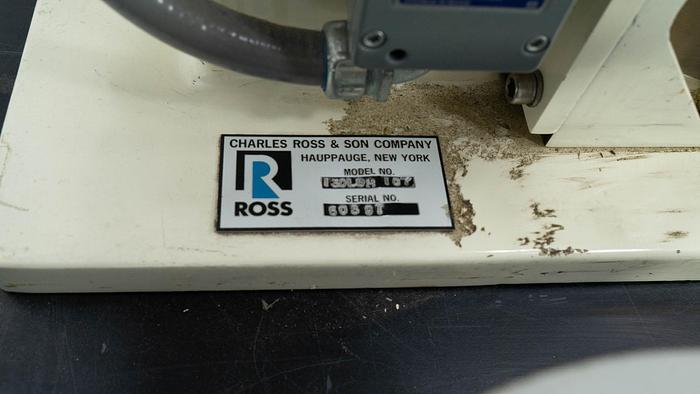 CHARLES ROSS & SON COMPANY
HAUPPAUGE, NEW YORK
MODEL NO.
SERIAL NO.
R
ROSS